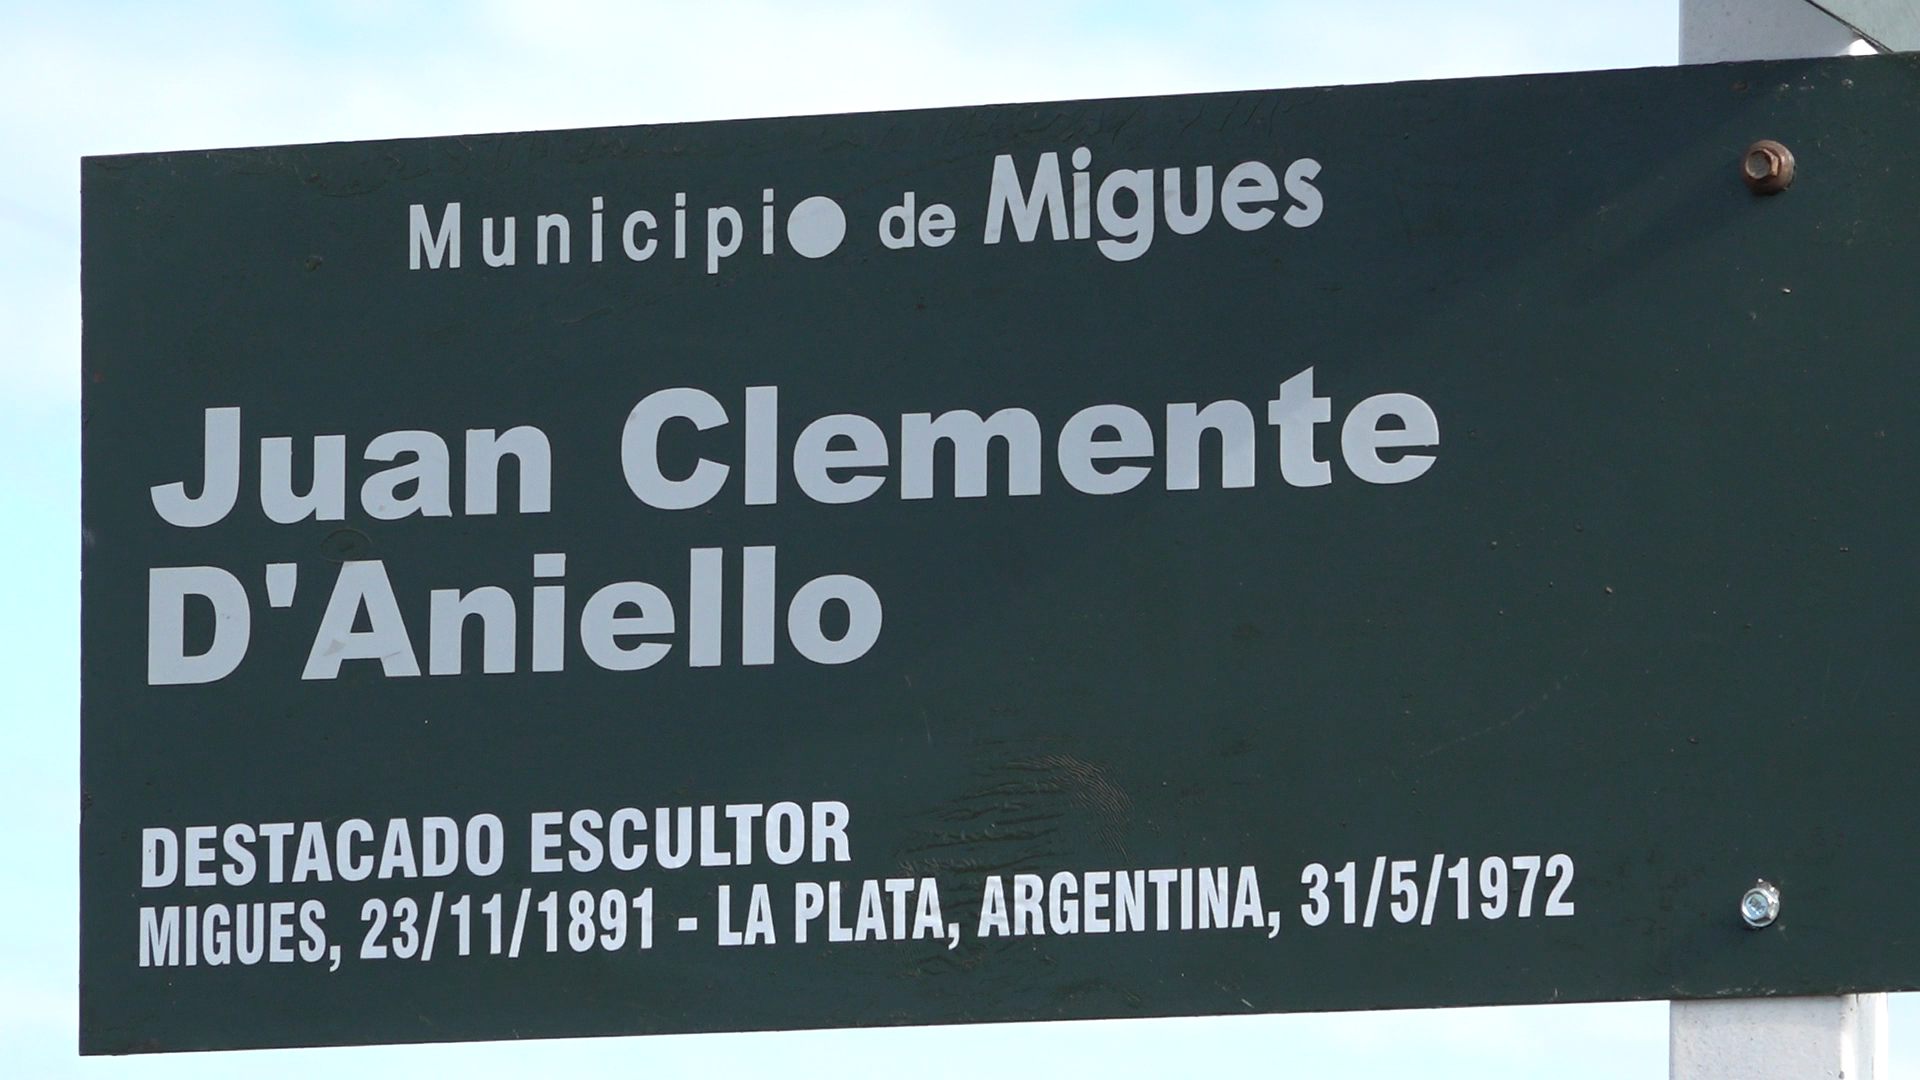 Municipio de Migues
Juan Clemente
D'Aniello
DESTACADO ESCULTOR
MIGUES, 23/11/1891 - LA PLATA, ARGENTINA, 31/5/1972